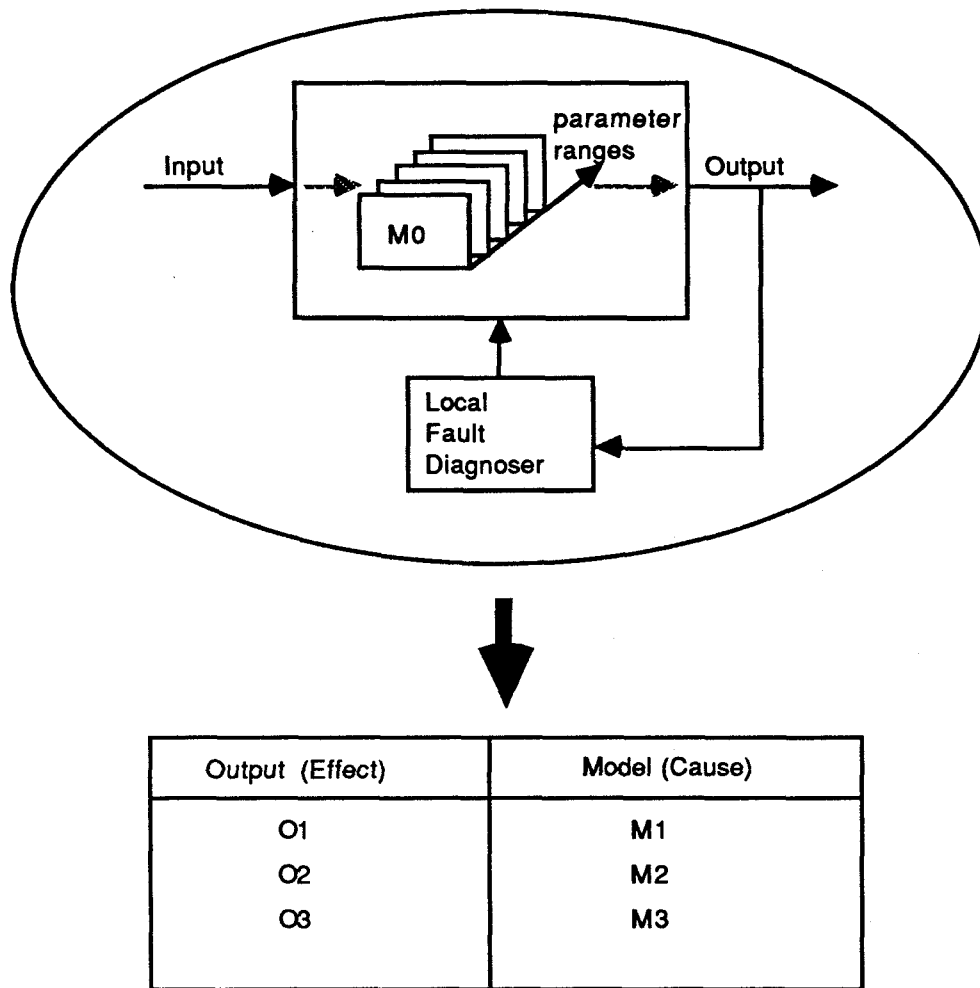 parameter
ranges
Input
Output
M0
Local
Fault
Diagnoser
Output (Effect)
Model (Cause)
O1
M1
O2
M2
O3
M3